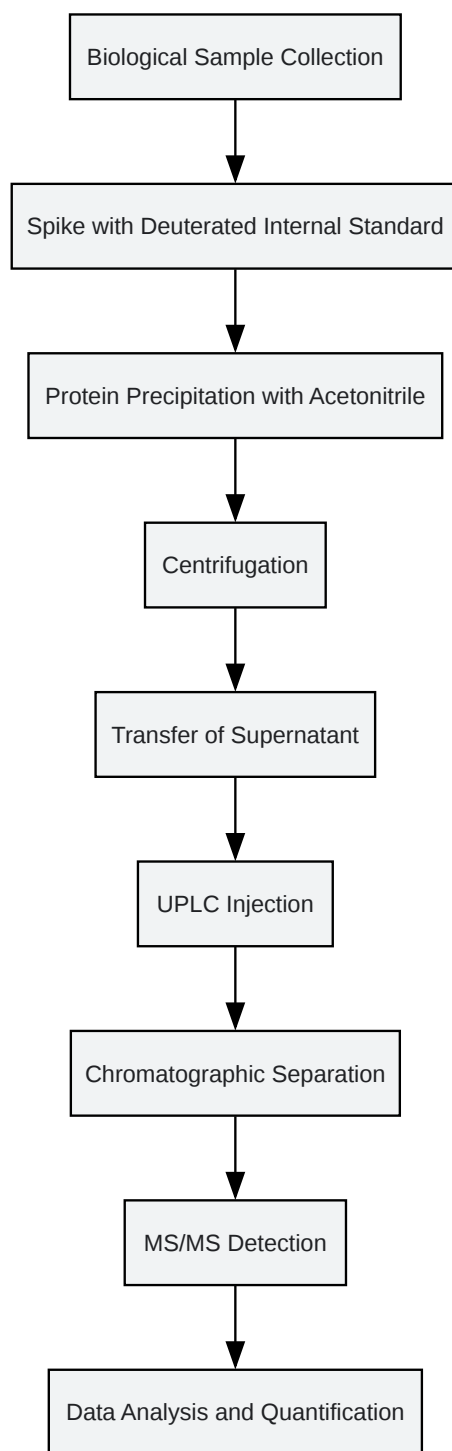 Biological Sample Collection
Spike with Deuterated Internal Standard
Protein Precipitation with Acetonitrile
Centrifugation
Transfer of Supernatant
UPLC Injection
Chromatographic Separation
MS/MS Detection
Data Analysis and Quantification